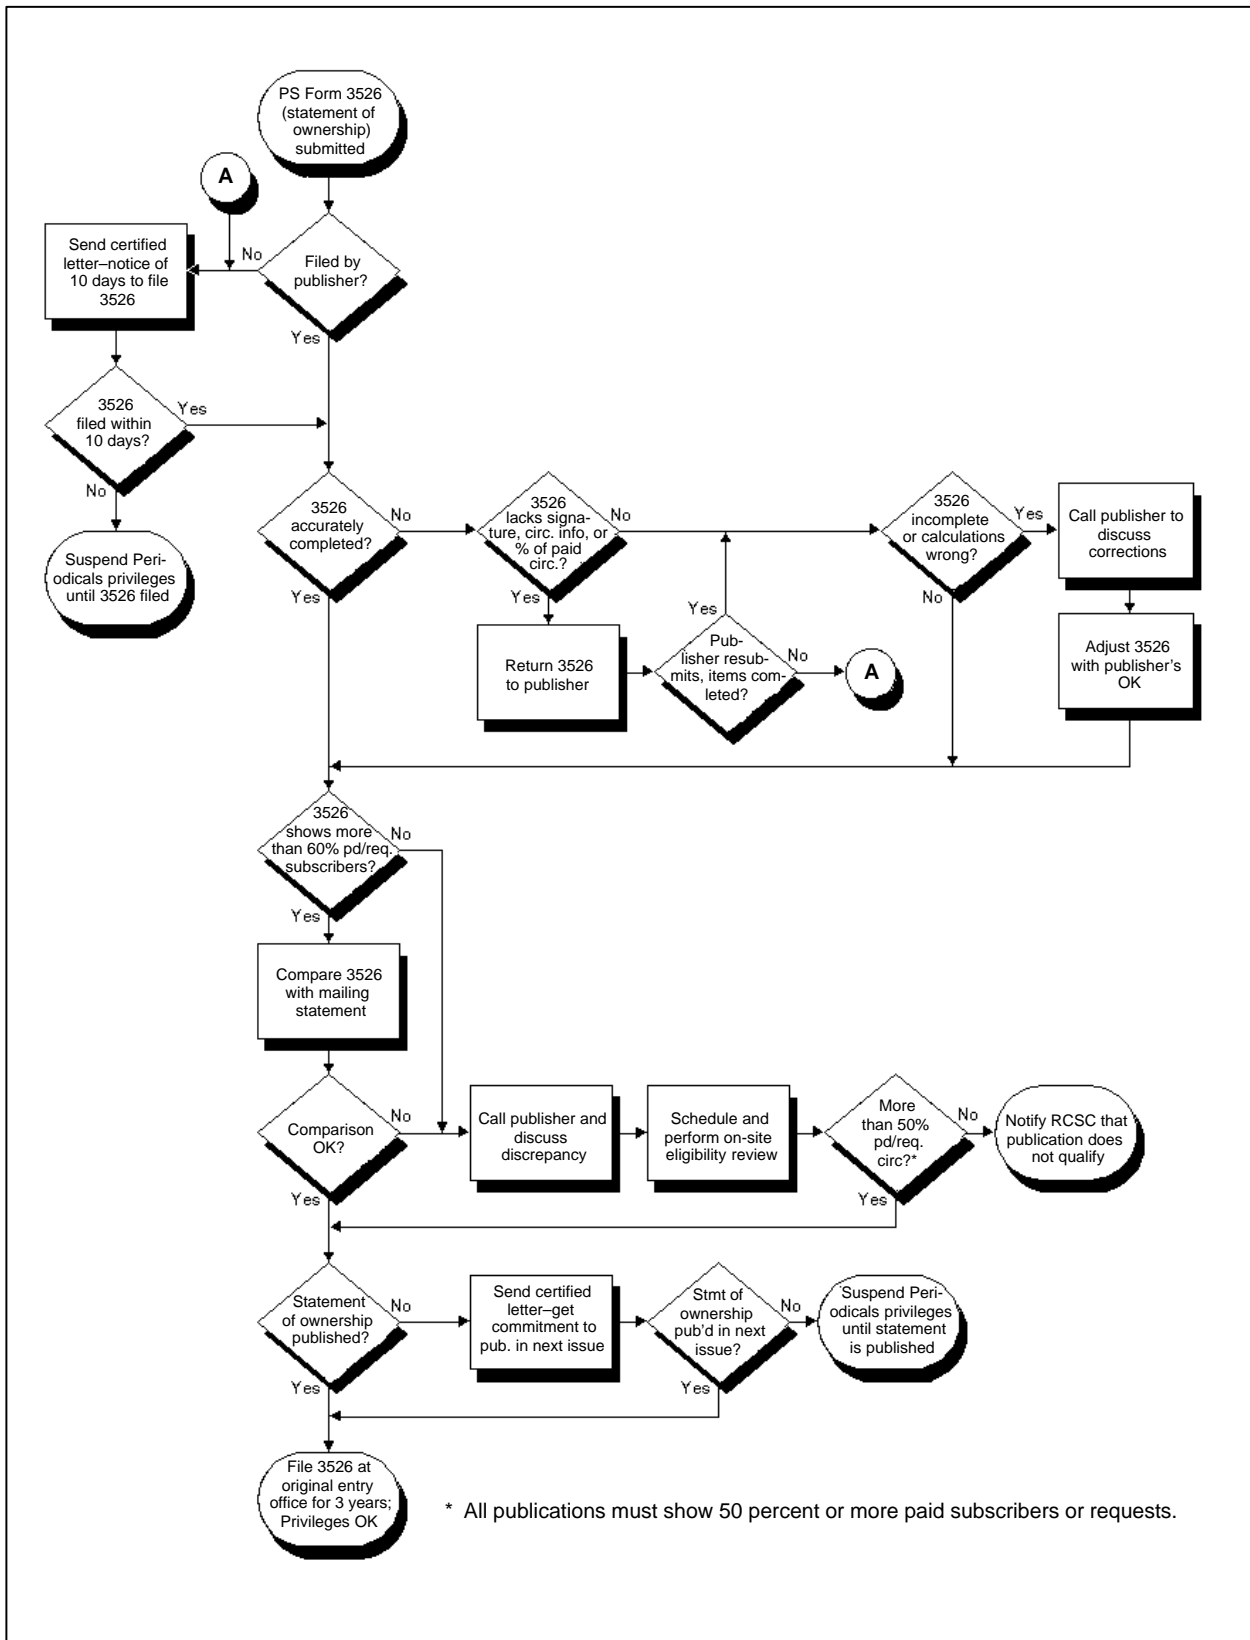 PS Form 3526
(statement of
ownership)
submitted
A
Send certified
letter–notice of
10 days to file
3526
No
Filed by
publisher?
Yes
3526
filed within
10 days?
Yes
No
Suspend Peri-
odicals privileges
until 3526 filed
3526
accurately
completed?
No
Yes
3526
lacks signa-
ture, circ. info, or
% of paid
circ.?
No
Yes
3526
incomplete
or calculations
wrong?
Yes
No
Call publisher to
discuss
corrections
Return 3526
to publisher
Yes
Pub-
lisher resub-
mits, items com-
pleted?
No
A
Adjust 3526
with publisher's
OK
3526
shows more
than 60% pd/req.
subscribers?
No
Yes
Compare 3526
with mailing
statement
Comparison
OK?
No
Yes
Call publisher and
discuss
discrepancy
Schedule and
perform on-site
eligibility review
More
than 50%
pd/req.
circ?*
No
Yes
Notify RCSC that
publication does
not qualify
Statement
of ownership
published?
No
Yes
Send certified
letter–get
commitment to
pub. in next issue
Stmt of
ownership
pub'd in next
issue?
No
Yes
Suspend Peri-
odicals privileges
until statement
is published
File 3526 at
original entry
office for 3 years;
Privileges OK
* All publications must show 50 percent or more paid subscribers or requests.